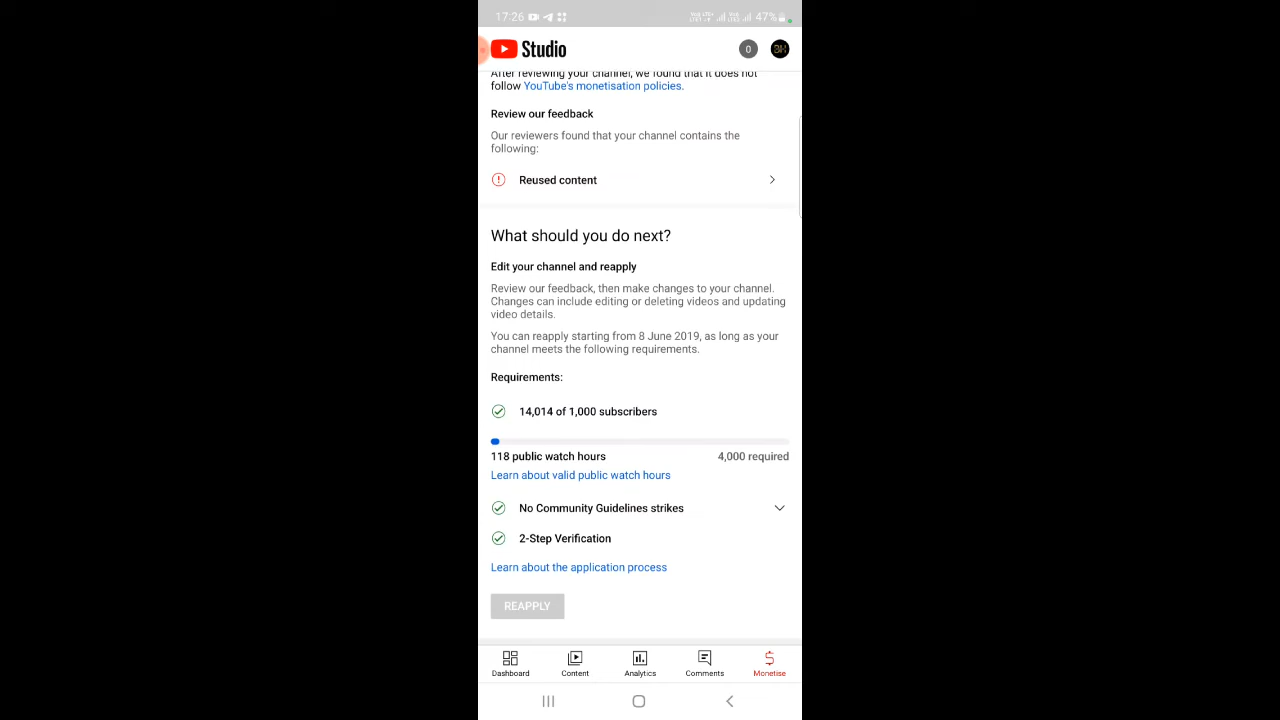 17:26
47%
Studio
0
After reviewing your channel, we found that it does not
follow YouTube's monetisation policies.
Review our feedback
Our reviewers found that your channel contains the
following:
Reused content
What should you do next?
Edit your channel and reapply
Review our feedback, then make changes to your channel.
Changes can include editing or deleting videos and updating
video details.
You can reapply starting from 8 June 2019, as long as your
channel meets the following requirements.
Requirements:
14,014 of 1,000 subscribers
118 public watch hours 4,000 required
Learn about valid public watch hours
No Community Guidelines strikes
2-Step Verification
Learn about the application process
REAPPLY
Dashboard Content Analytics Comments Monetise